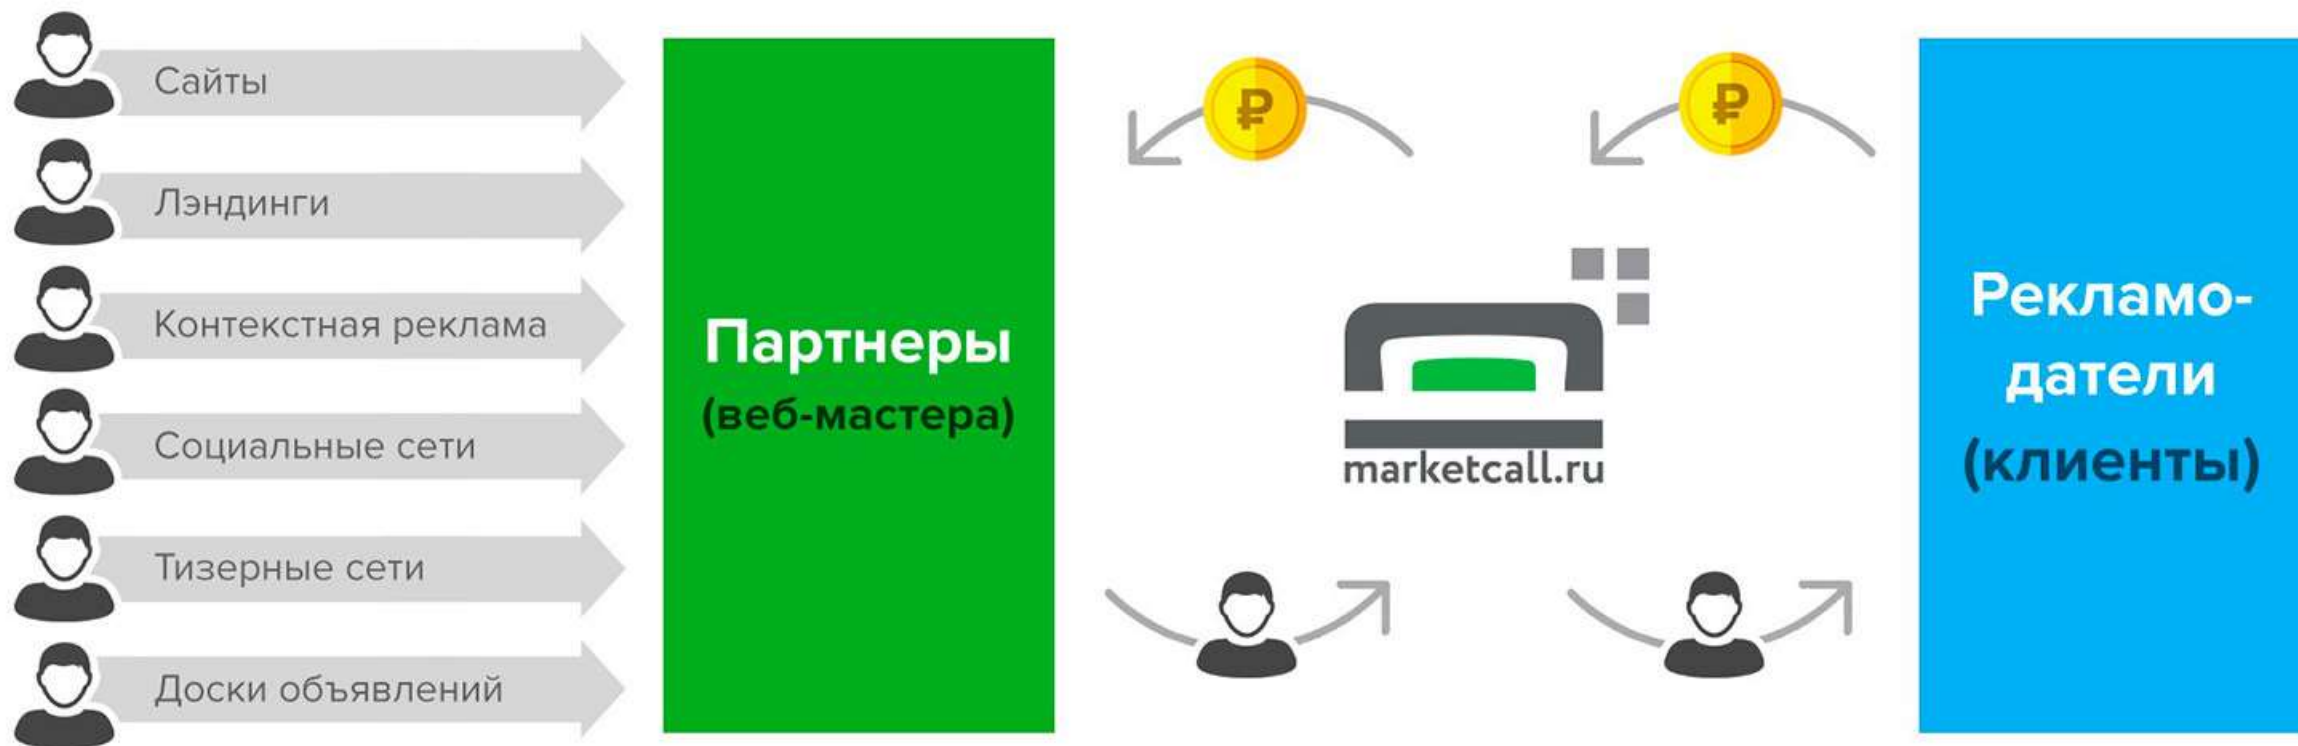 Сайты
Лэндинги
Контекстная реклама
Социальные сети
Тизерные сети
Доски объявлений
Партнеры
(веб-мастера)
₽
₽
marketcall.ru
Рекламо-
датели
(клиенты)